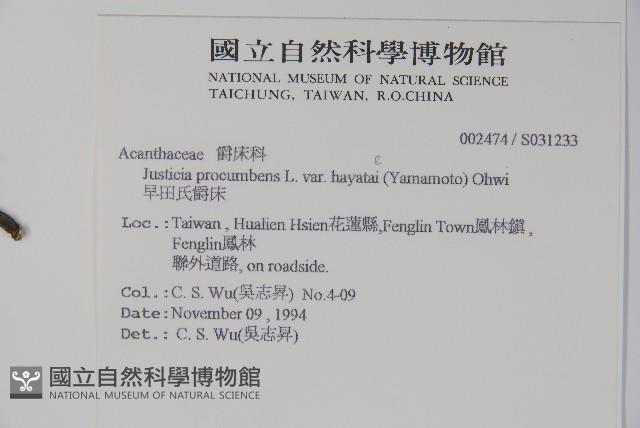 國立自然科學博物館
NATIONAL MUSEUM OF NATURAL SCIENCE
TAICHUNG, TAIWAN, R.O.CHINA
002474 / S031233
Acanthaceae 爵床科
e
Justicia procumbens L. var. hayatai (Yamamoto) Ohwi
早田氏爵床
Loc.:Taiwan , Hualien Hsien花蓮縣,Fenglin Town鳳林鎭 ,
Fenglin鳳林
聯外道路, on roadside.
Col.: C. S. Wu(吳志昇) No.4-09
Date: November 09 , 1994
Det.: C. S. Wu(吳志昇)
國立自然科學博物館
NATIONAL MUSEUM OF NATURAL SCIENCE